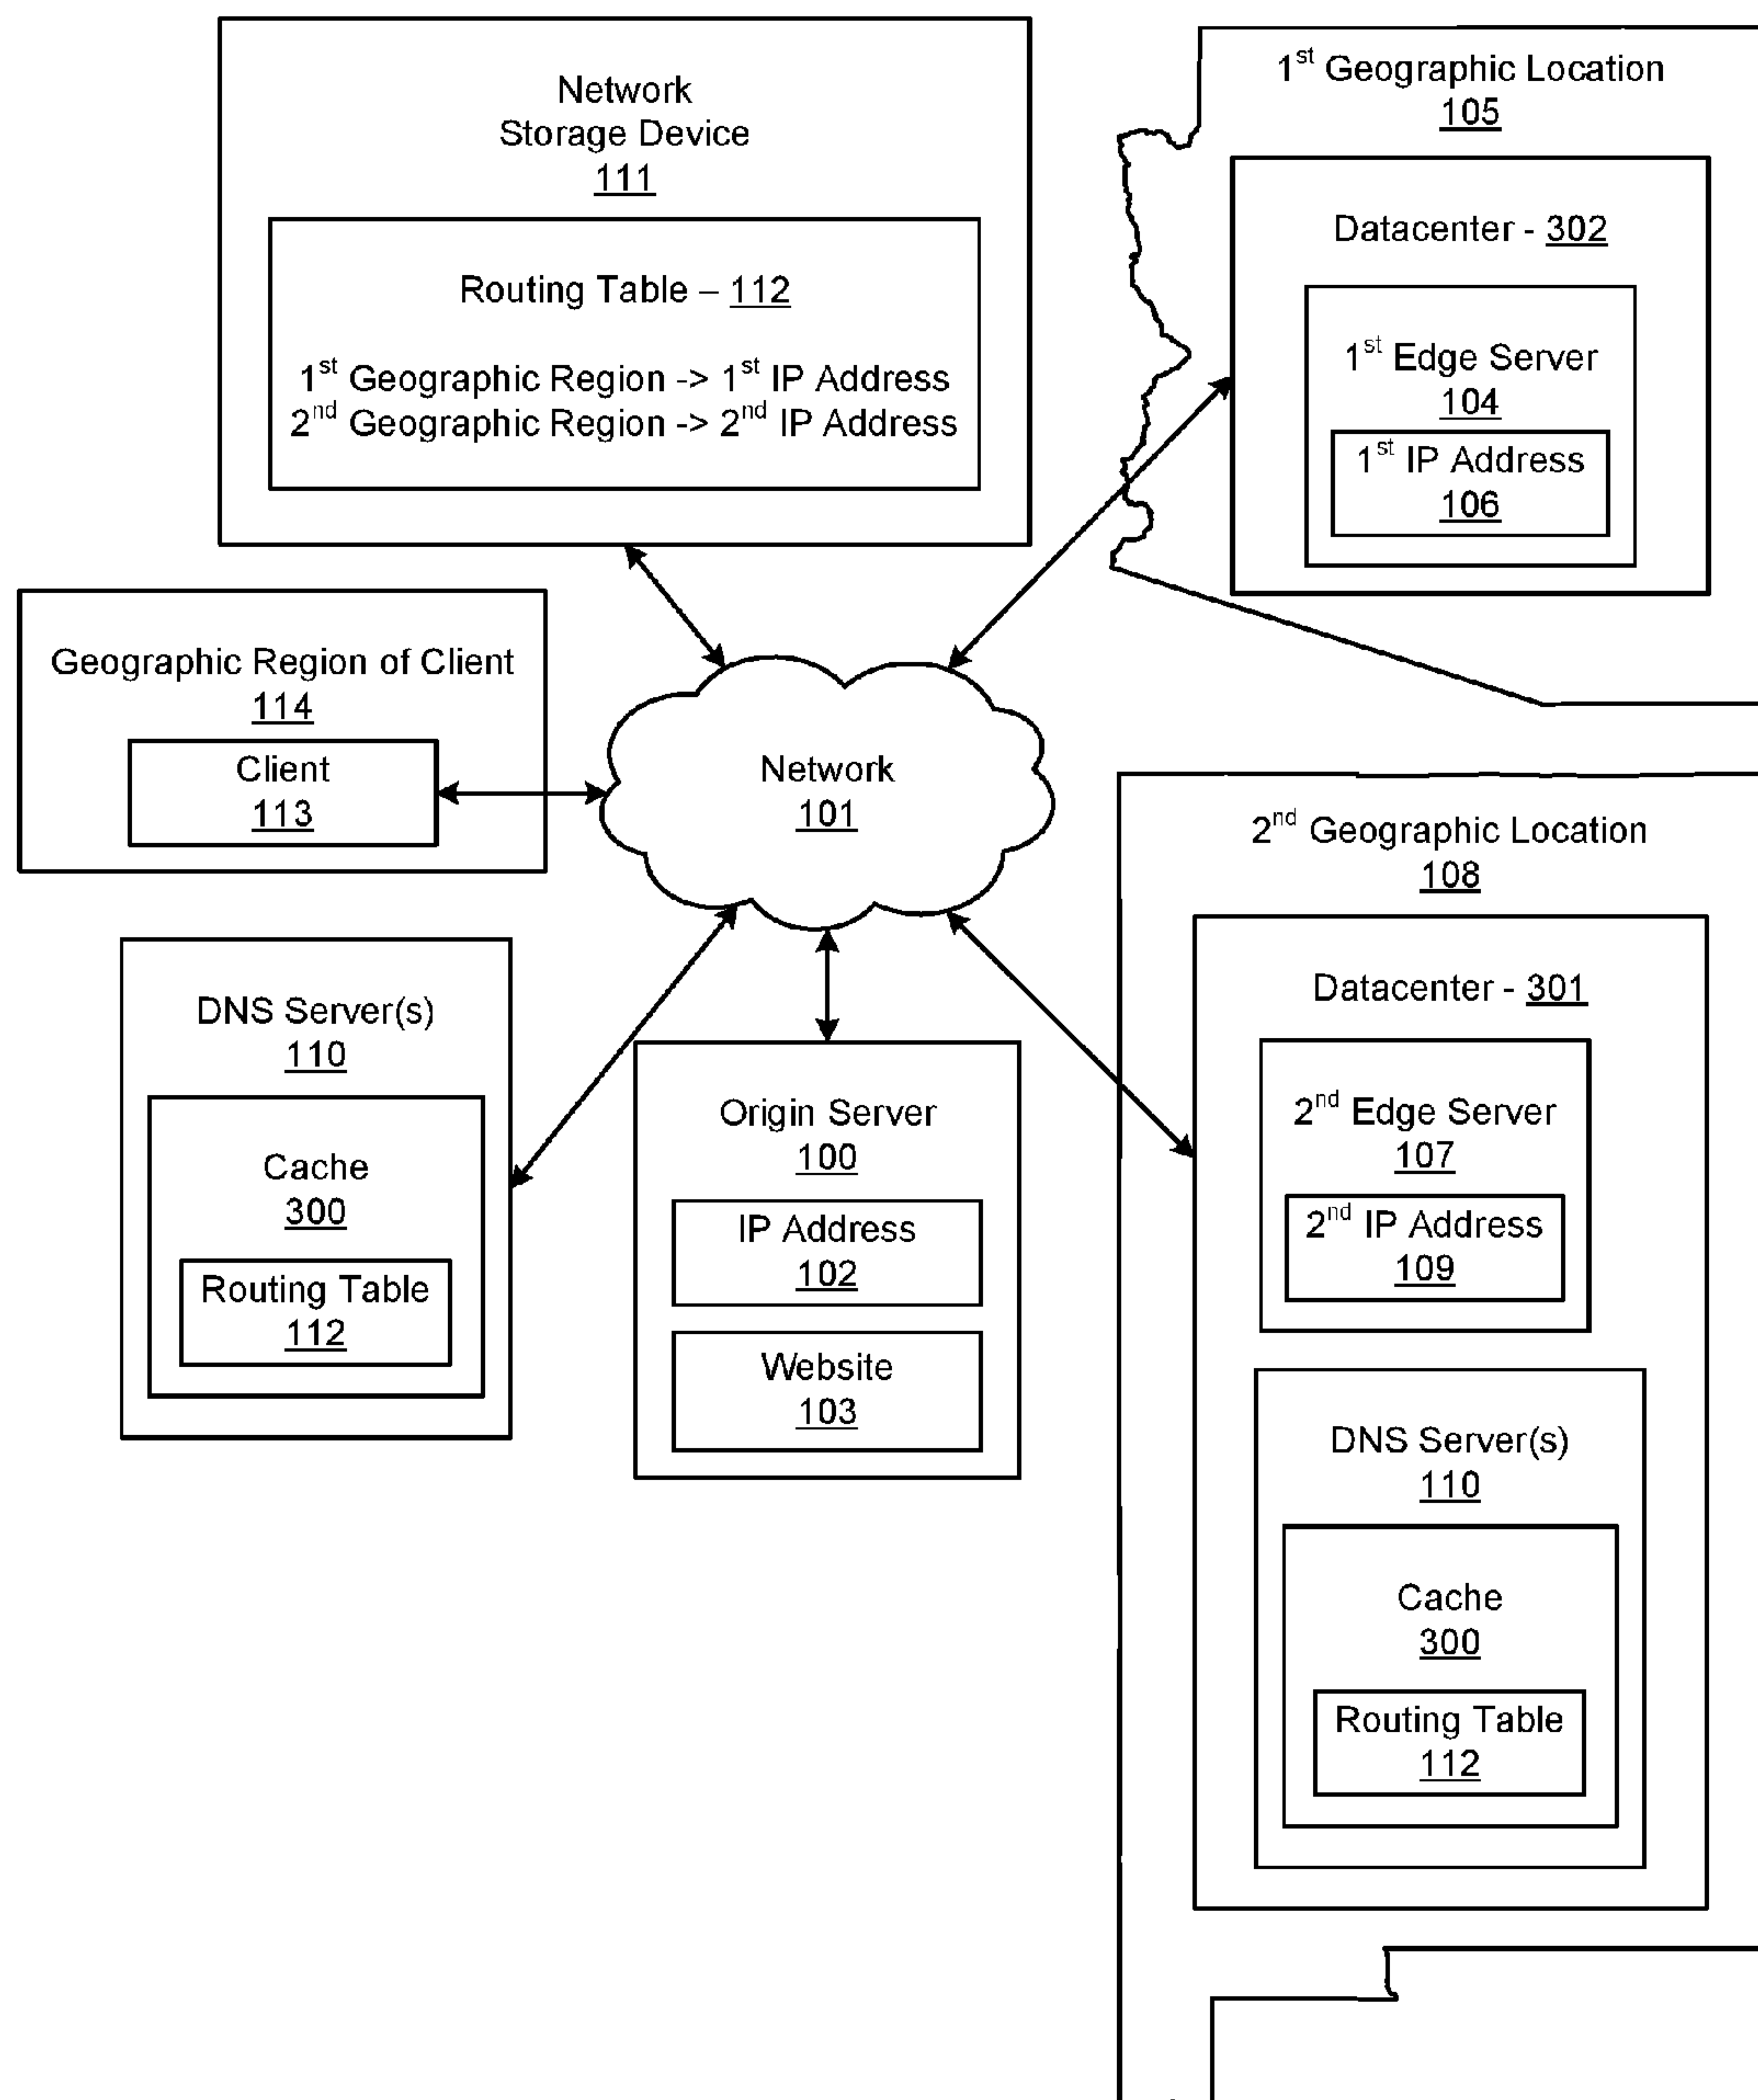 Network
Storage Device
111
Routing Table – 112
1st Geographic Region -> 1st IP Address
2nd Geographic Region -> 2nd IP Address
1st Geographic Location
105
Datacenter - 302
1st Edge Server
104
1st IP Address
106
Geographic Region of Client
114
Client
113
Network
101
2nd Geographic Location
108
Datacenter - 301
2nd Edge Server
107
2nd IP Address
109
DNS Server(s)
110
Cache
300
Routing Table
112
DNS Server(s)
110
Cache
300
Routing Table
112
Origin Server
100
IP Address
102
Website
103